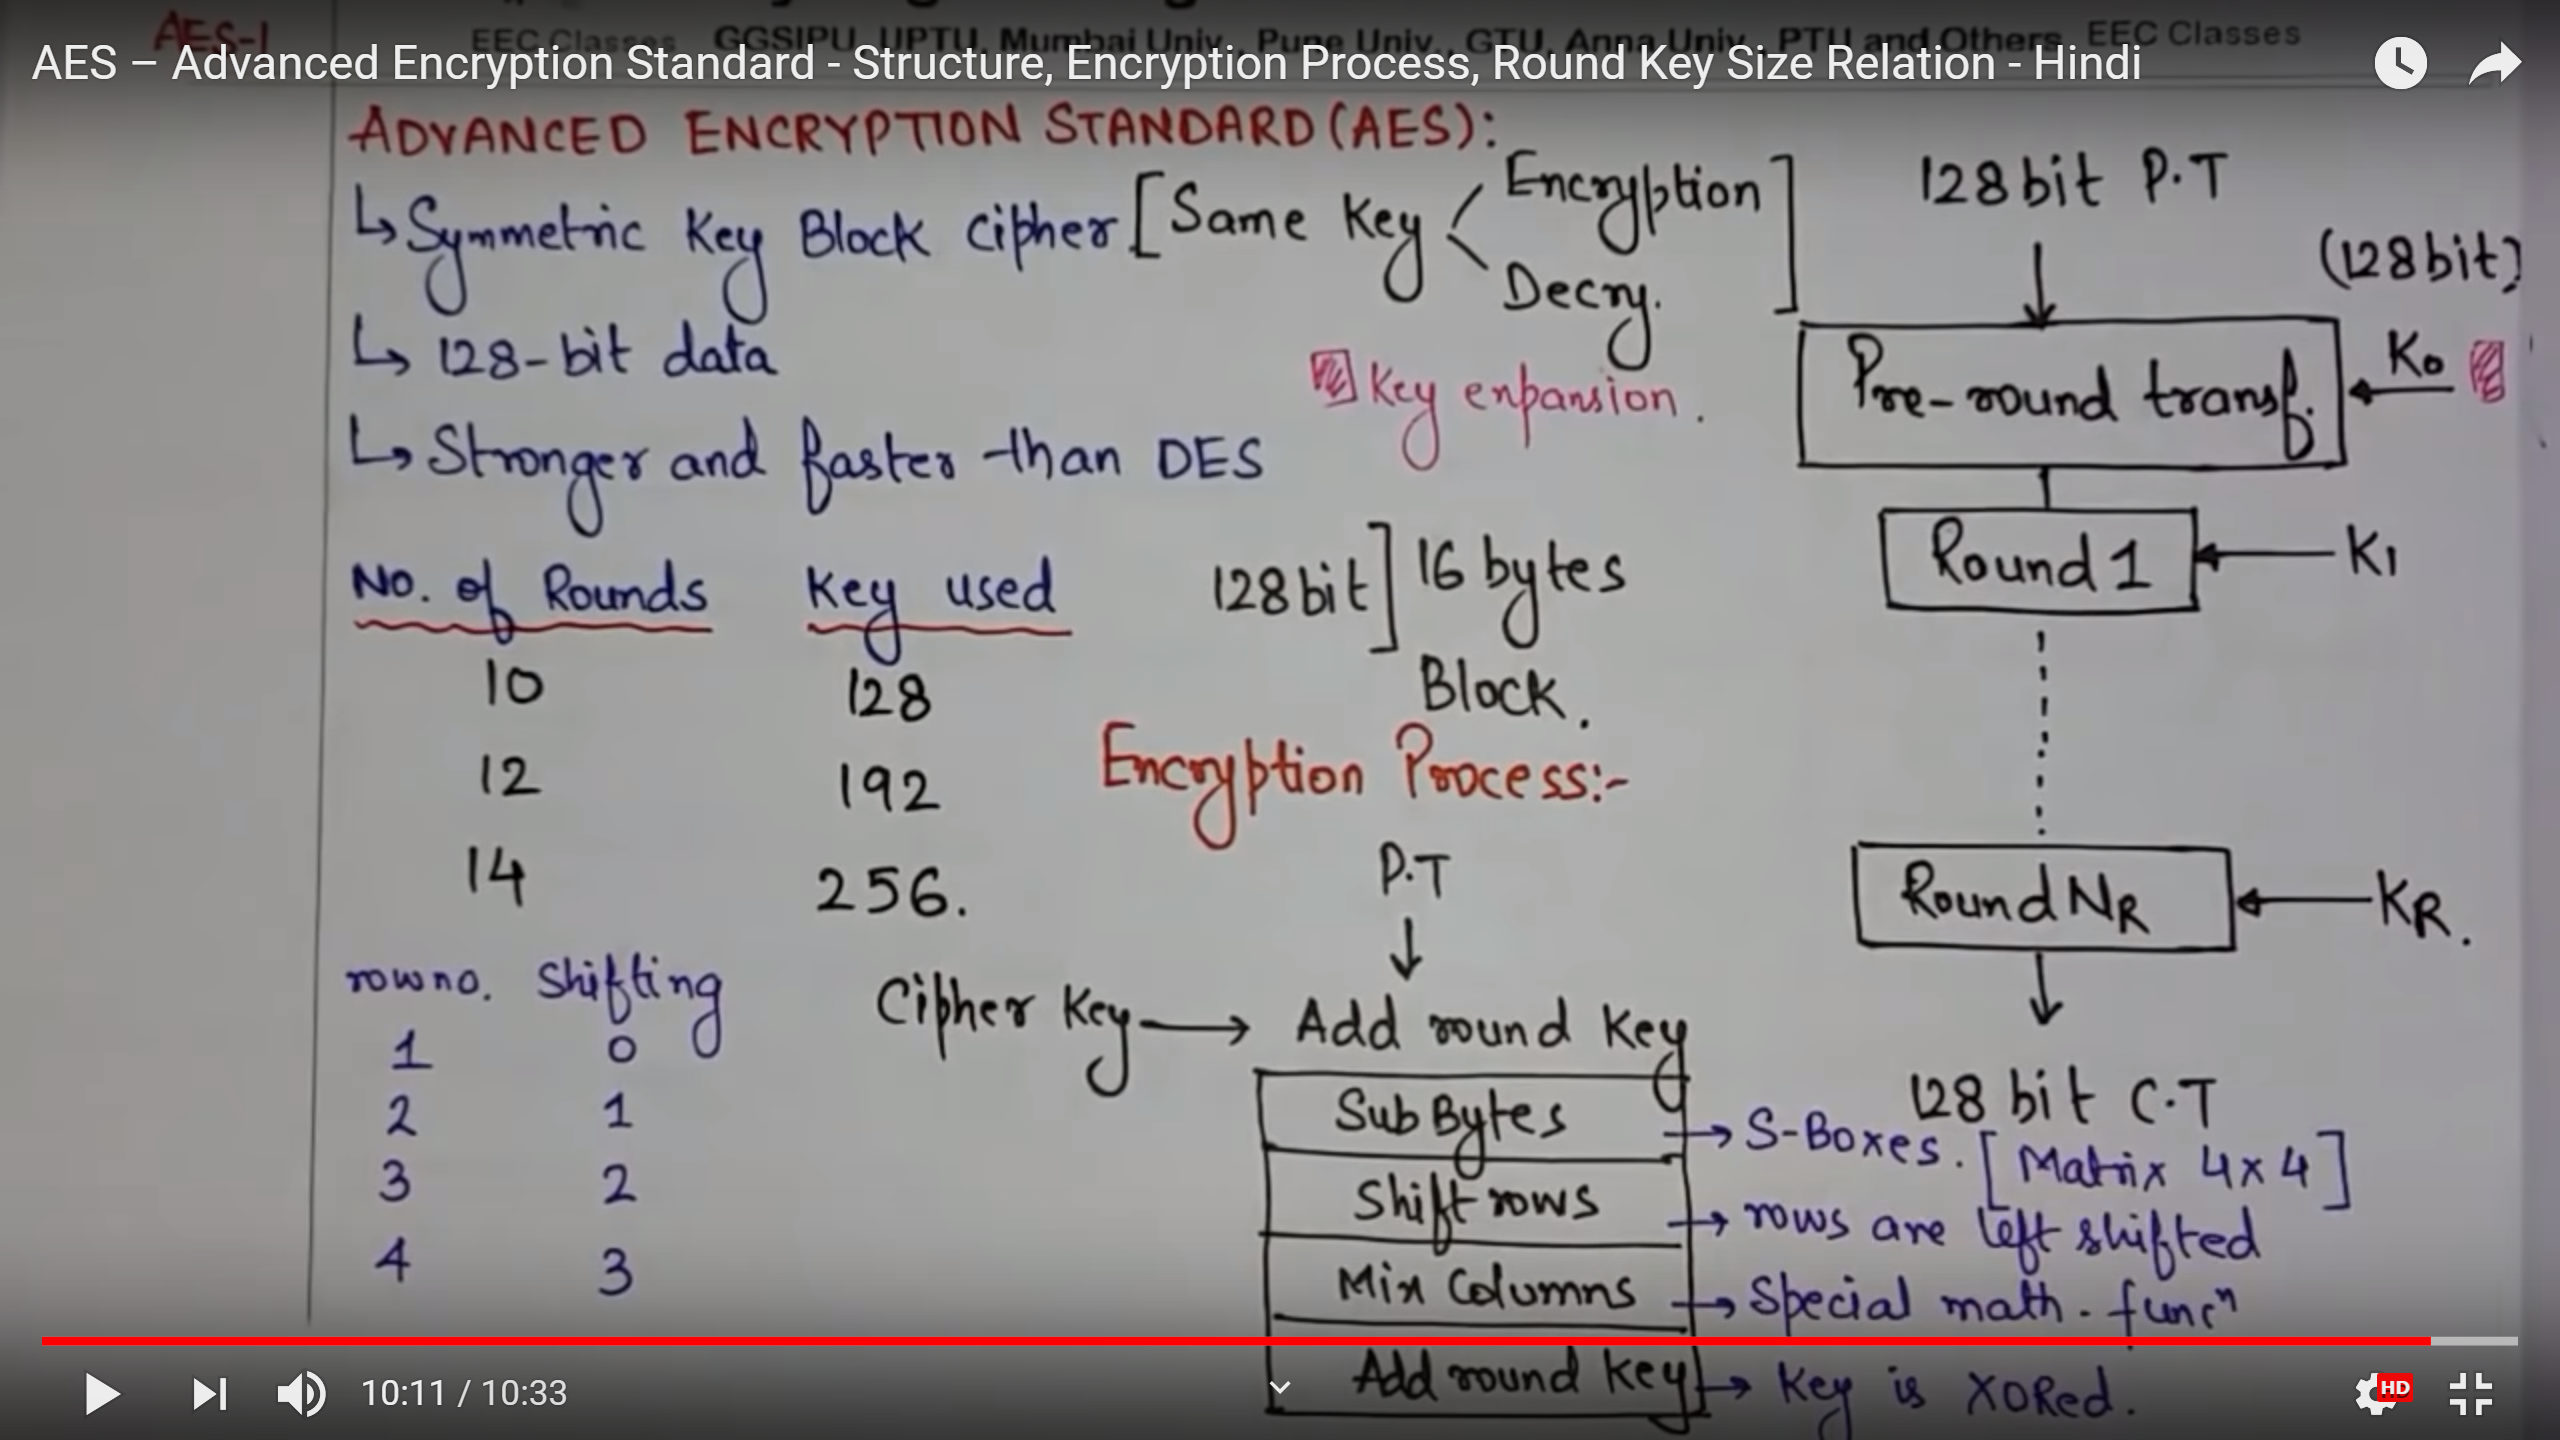 AES-1
EEC Classes GGSIPU, UPTU, Mumbai Univ., Pune Univ., GTU, Anna Univ., PTU and Others EEC Classes
AES – Advanced Encryption Standard - Structure, Encryption Process, Round Key Size Relation - Hindi
ADVANCED ENCRYPTION STANDARD (AES):
↳ Symmetric Key Block Cipher [Same Key < Encryption
Decry. ]
↳ 128-bit data
↳ Stronger and faster than DES
Key expansion.
No. of Rounds Key used
10 128
12 192
14 256.
128 bit] 16 bytes
Block.
row no. Shifting
1 0
2 1
3 2
4 3
Encryption Process:-
P.T
↓
Cipher Key → Add round Key
Sub Bytes → S-Boxes. [Matrix 4x4]
Shift rows → rows are left shifted
Mix Columns → Special math. funcⁿ
Add round key → Key is XORed.
128 bit P.T
(128 bit)
Pre-round transf. ← K0
Round 1 ← K1
Round NR ← KR.
128 bit C.T
10:11 / 10:33
HD